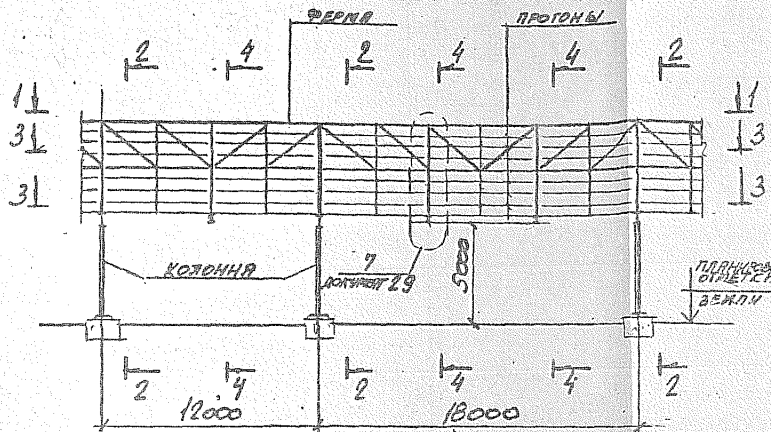 ФЕРМА
ПРОГОНЫ
2 4 2 4 4 2
1 1
3 3
3 3
КОЛОННА
7
ДОКУМЕНТ 29
5000
ЗЕМЛИ
2 4 2 4 4 2
12000 18000